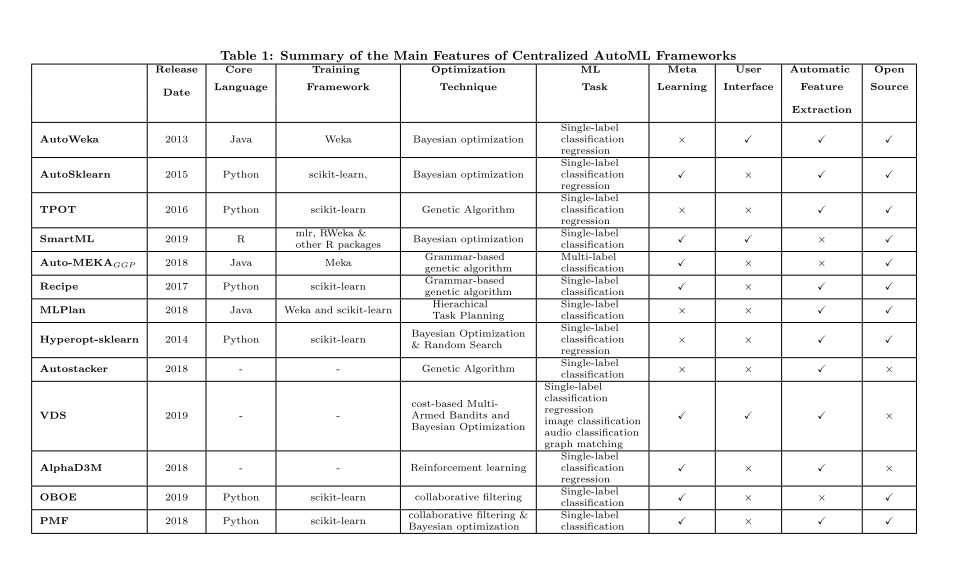 Table 1: Summary of the Main Features of Centralized AutoML Frameworks
Release Date | Core Language | Training Framework | Optimization Technique | ML Task | Meta Learning | User Interface | Automatic Feature Extraction | Open Source
AutoWeka | 2013 | Java | Weka | Bayesian optimization | Single-label classification regression | × | ✓ | ✓ | ✓
AutoSklearn | 2015 | Python | scikit-learn, | Bayesian optimization | Single-label classification regression | ✓ | × | ✓ | ✓
TPOT | 2016 | Python | scikit-learn | Genetic Algorithm | Single-label classification regression | × | × | ✓ | ✓
SmartML | 2019 | R | mlr, RWeka & other R packages | Bayesian optimization | Single-label classification | ✓ | ✓ | × | ✓
Auto-MEKA_GGP | 2018 | Java | Meka | Grammar-based genetic algorithm | Multi-label classification | ✓ | × | × | ✓
Recipe | 2017 | Python | scikit-learn | Grammar-based genetic algorithm | Single-label classification | ✓ | × | ✓ | ✓
MLPlan | 2018 | Java | Weka and scikit-learn | Hierachical Task Planning | Single-label classification | × | × | ✓ | ✓
Hyperopt-sklearn | 2014 | Python | scikit-learn | Bayesian Optimization & Random Search | Single-label classification regression | × | × | ✓ | ✓
Autostacker | 2018 | - | - | Genetic Algorithm | Single-label classification | × | × | ✓ | ×
VDS | 2019 | - | - | cost-based Multi-Armed Bandits and Bayesian Optimization | Single-label classification regression image classification audio classification graph matching | ✓ | ✓ | ✓ | ×
AlphaD3M | 2018 | - | - | Reinforcement learning | Single-label classification regression | ✓ | × | ✓ | ×
OBOE | 2019 | Python | scikit-learn | collaborative filtering | Single-label classification | ✓ | × | × | ✓
PMF | 2018 | Python | scikit-learn | collaborative filtering & Bayesian optimization | Single-label classification | ✓ | × | ✓ | ✓